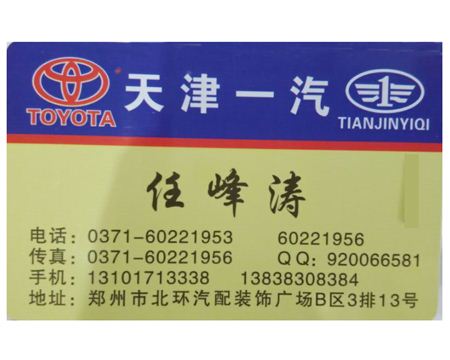 TOYOTA 天津一汽 TIANJINYIQI
任峰涛
电话：0371-60221953 60221956
传真：0371-60221956 QQ：920066581
手机：13101713338 13838308384
地址：郑州市北环汽配装饰广场B区3排13号